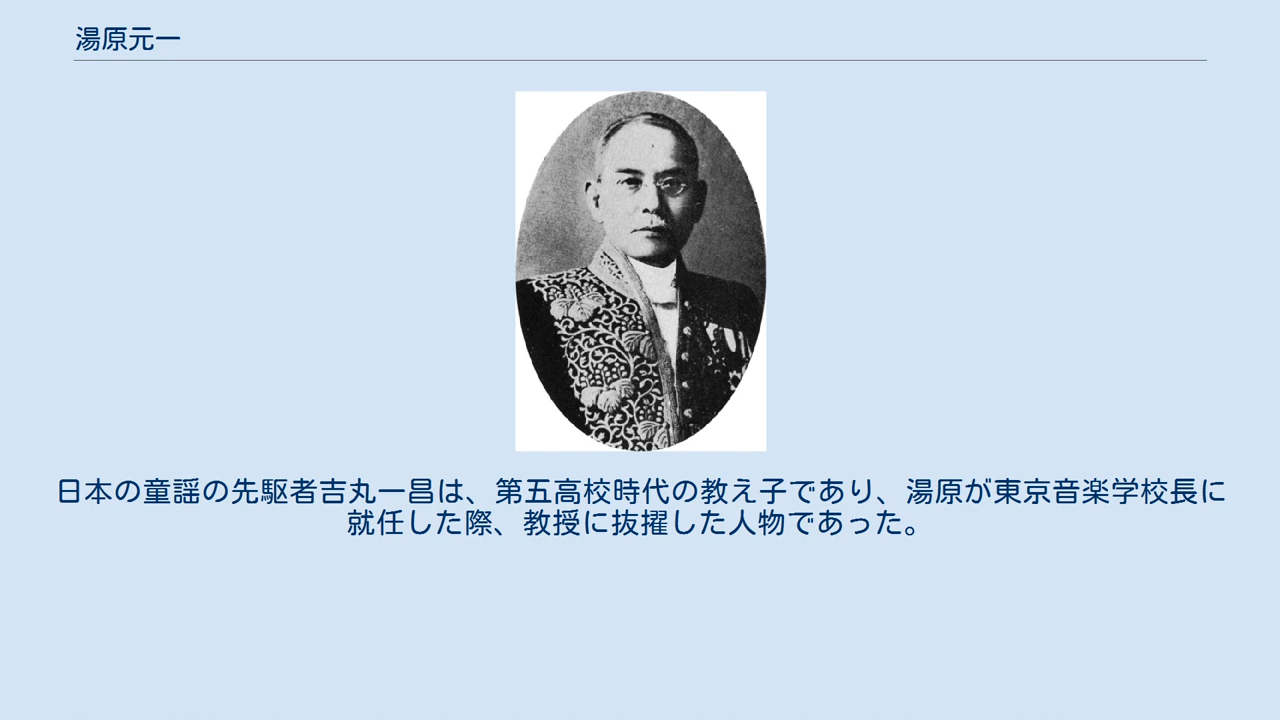 湯原元一
日本の童謡の先駆者吉丸一昌は、第五高校時代の教え子であり、湯原が東京音楽学校長に
就任した際、教授に抜擢した人物であった。